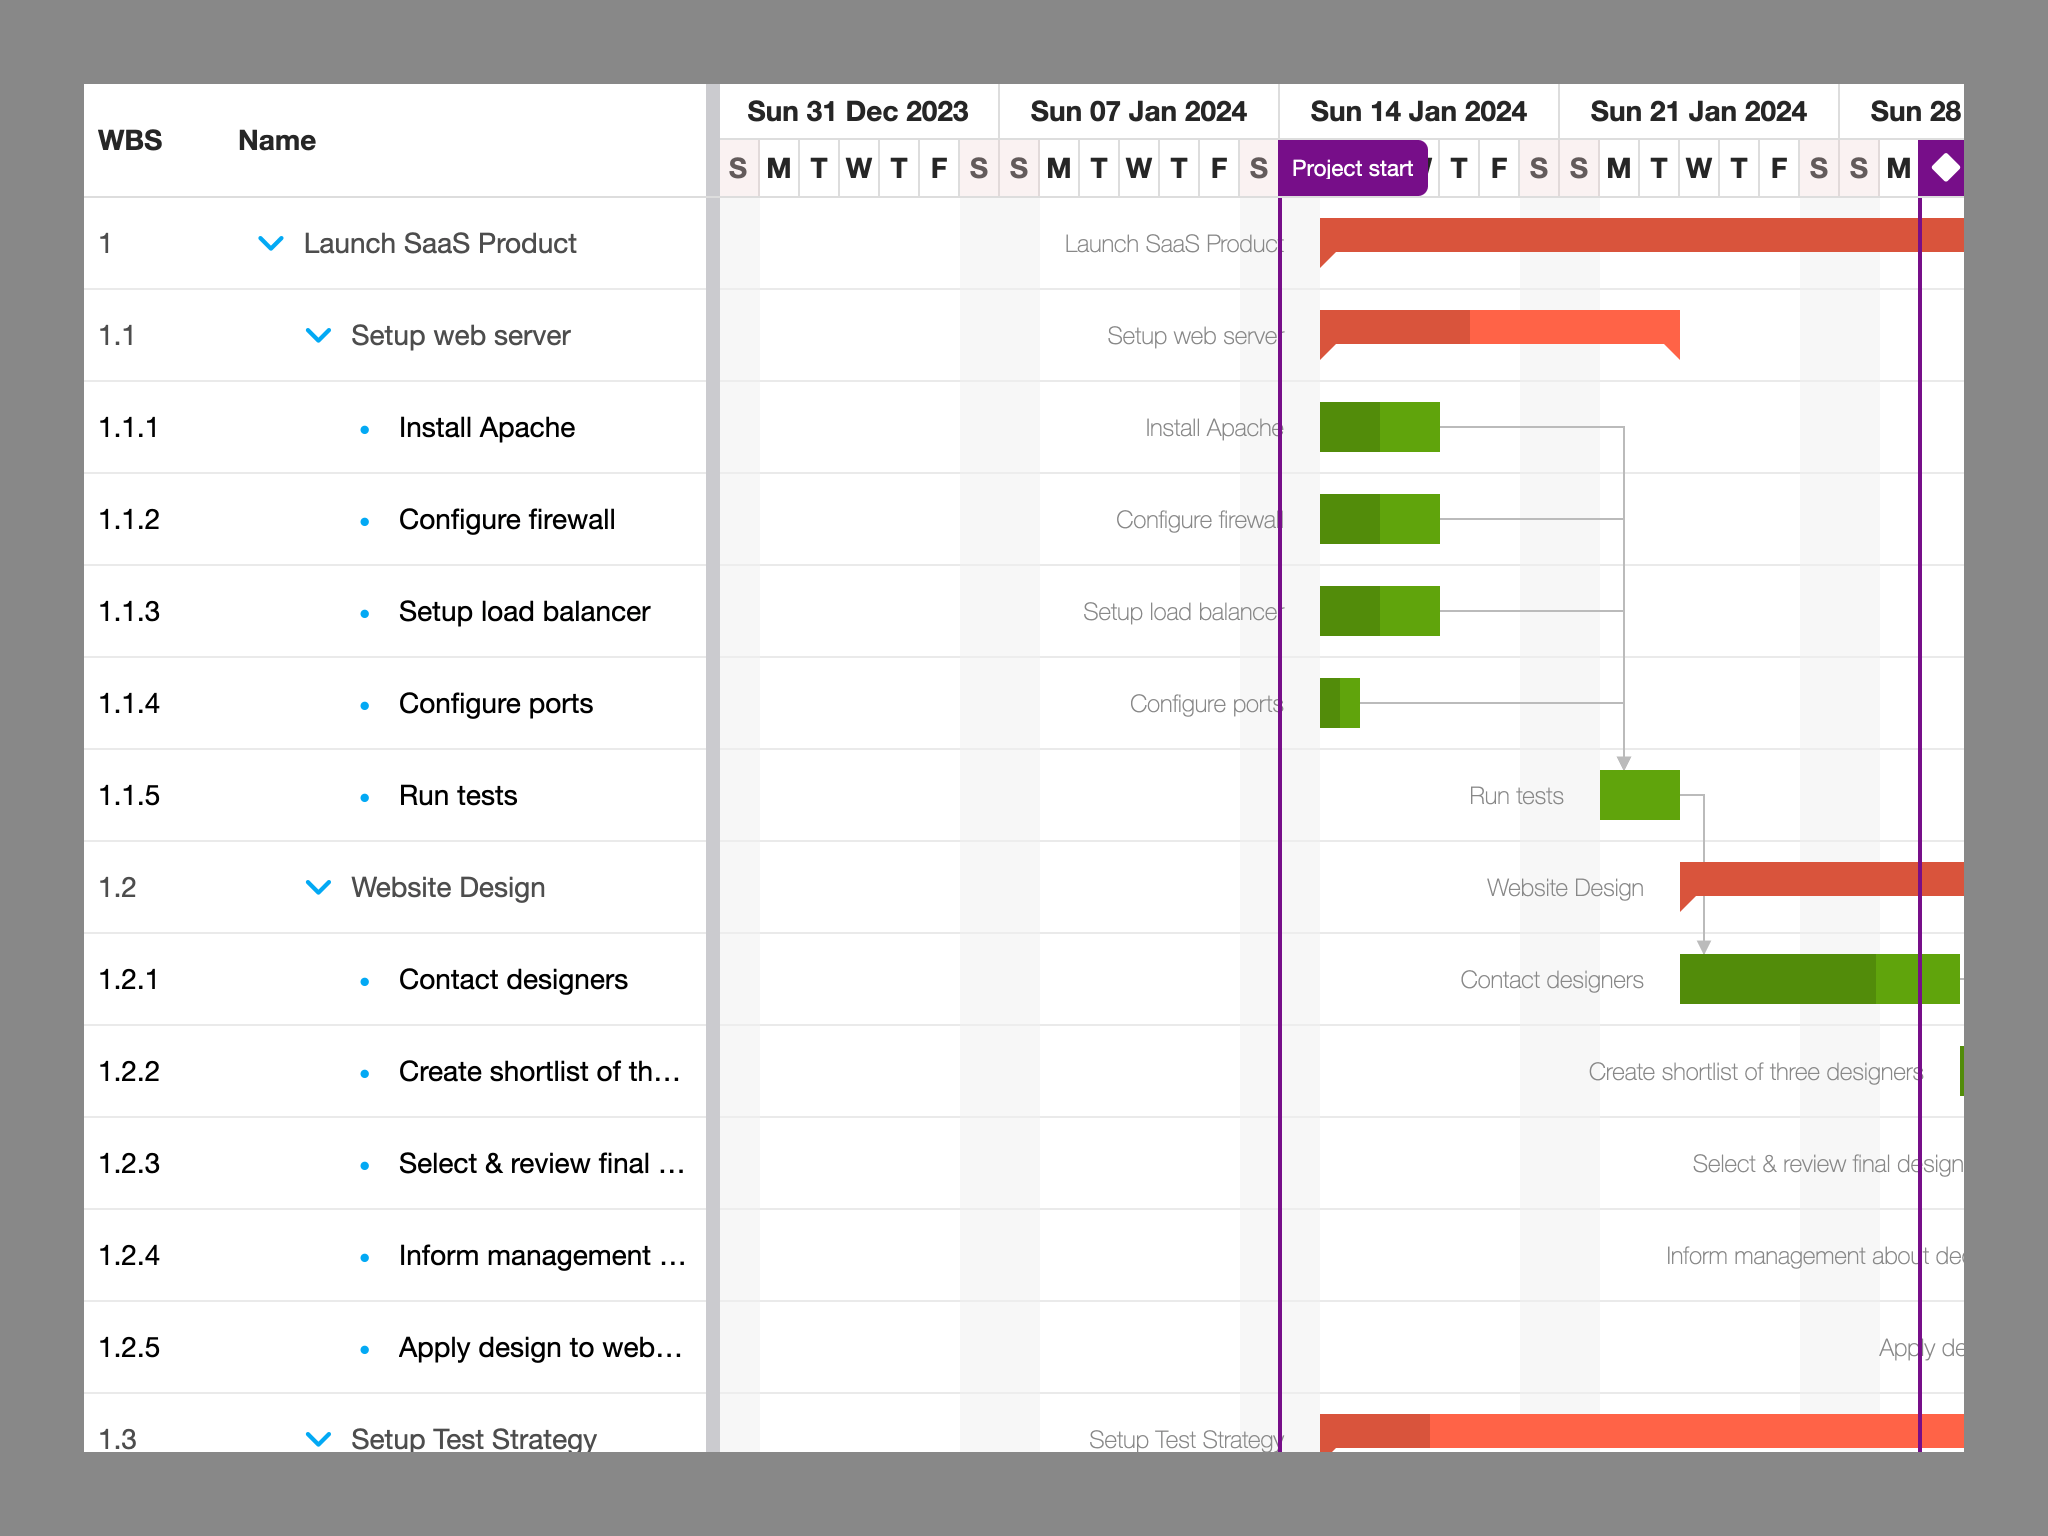 WBS Name
Sun 31 Dec 2023 Sun 07 Jan 2024 Sun 14 Jan 2024 Sun 21 Jan 2024 Sun 28
S M T W T F S S M T W T F S Project start T F S S M T W T F S S M
1 Launch SaaS Product Launch SaaS Product
1.1 Setup web server Setup web server
1.1.1 Install Apache Install Apache
1.1.2 Configure firewall Configure firewall
1.1.3 Setup load balancer Setup load balancer
1.1.4 Configure ports Configure ports
1.1.5 Run tests Run tests
1.2 Website Design Website Design
1.2.1 Contact designers Contact designers
1.2.2 Create shortlist of th… Create shortlist of three designers
1.2.3 Select & review final … Select & review final design
1.2.4 Inform management … Inform management about
1.2.5 Apply design to web… Apply
1.3 Setup Test Strategy Setup Test Strategy